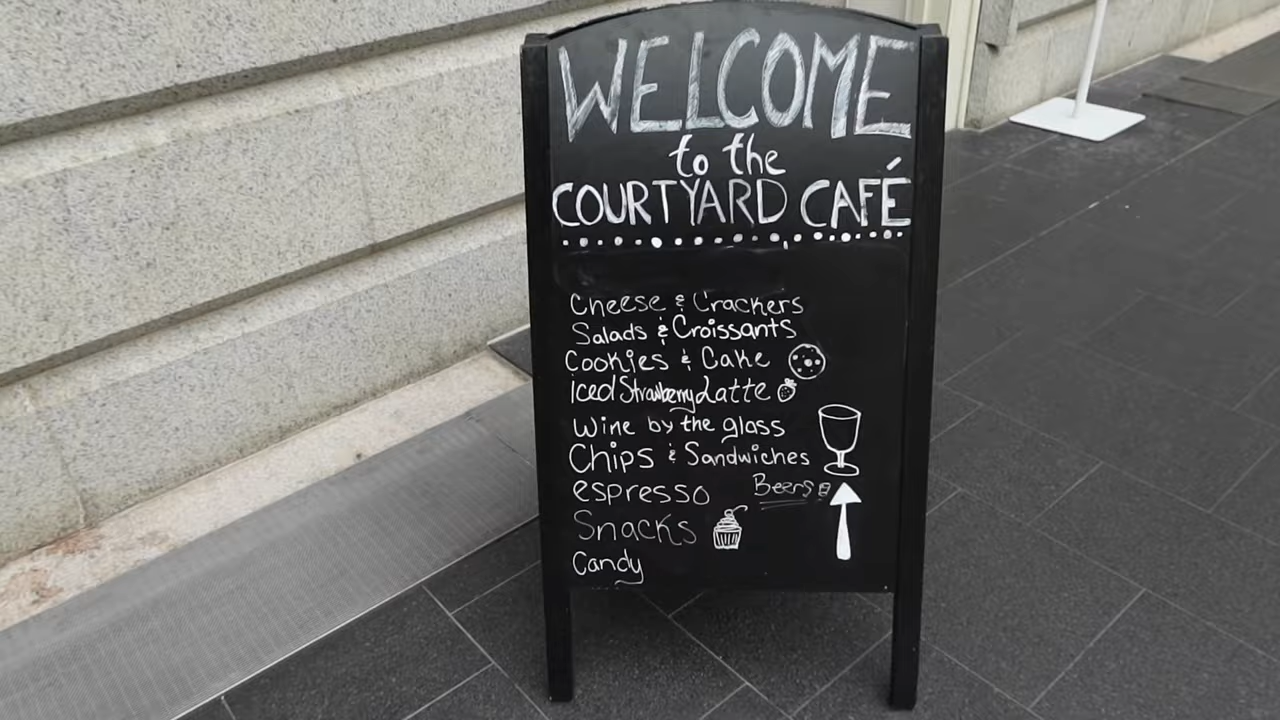 WELCOME
to the
COURTYARD CAFÉ
Cheese & Crackers
Salads & Croissants
Cookies & Cake
Iced Strawberry Latte
Wine by the glass
Chips & Sandwiches
espresso
Beers
Snacks
Candy